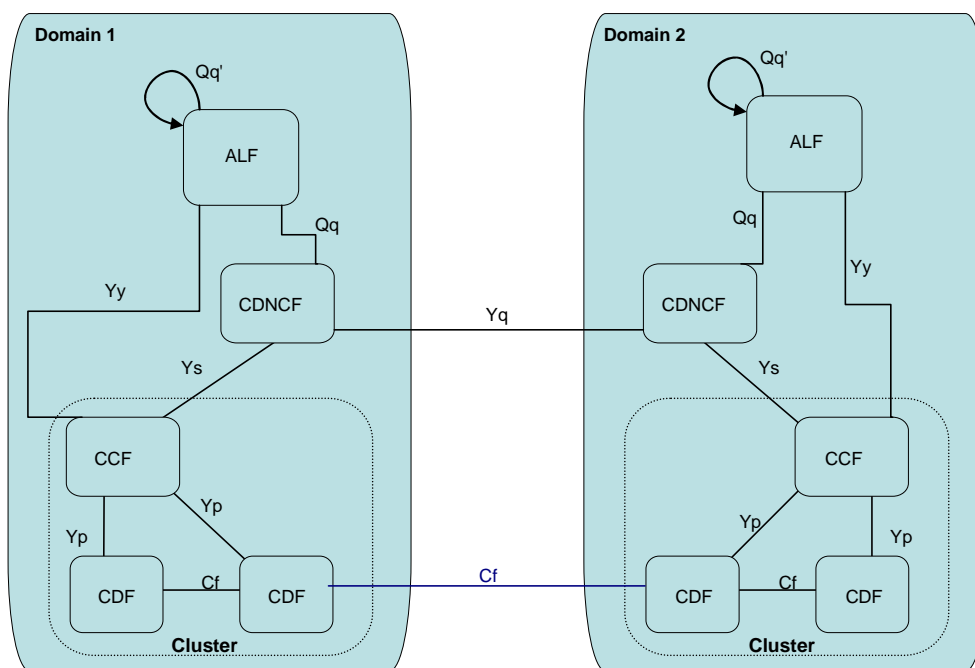 Domain 1
Domain 2
Qq'
Qq'
ALF
ALF
Qq
Qq
Yy
Yy
CDNCF
CDNCF
Yq
Ys
Ys
CCF
CCF
Yp
Yp
Yp
Yp
CDF
Cf
CDF
Cf
CDF
Cf
CDF
Cluster
Cluster